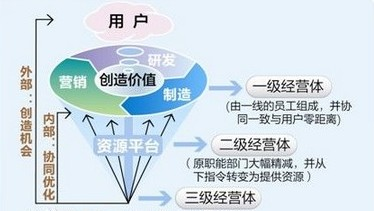 用户
研发
营销
创造价值
制造
资源平台
外部：创造机会
内部：协同优化
一级经营体
(由一线的员工组成，并协
同一致与用户零距离)
二级经营体
(原职能部门大幅精减，并从
下指令转变为提供资源)
三级经营体